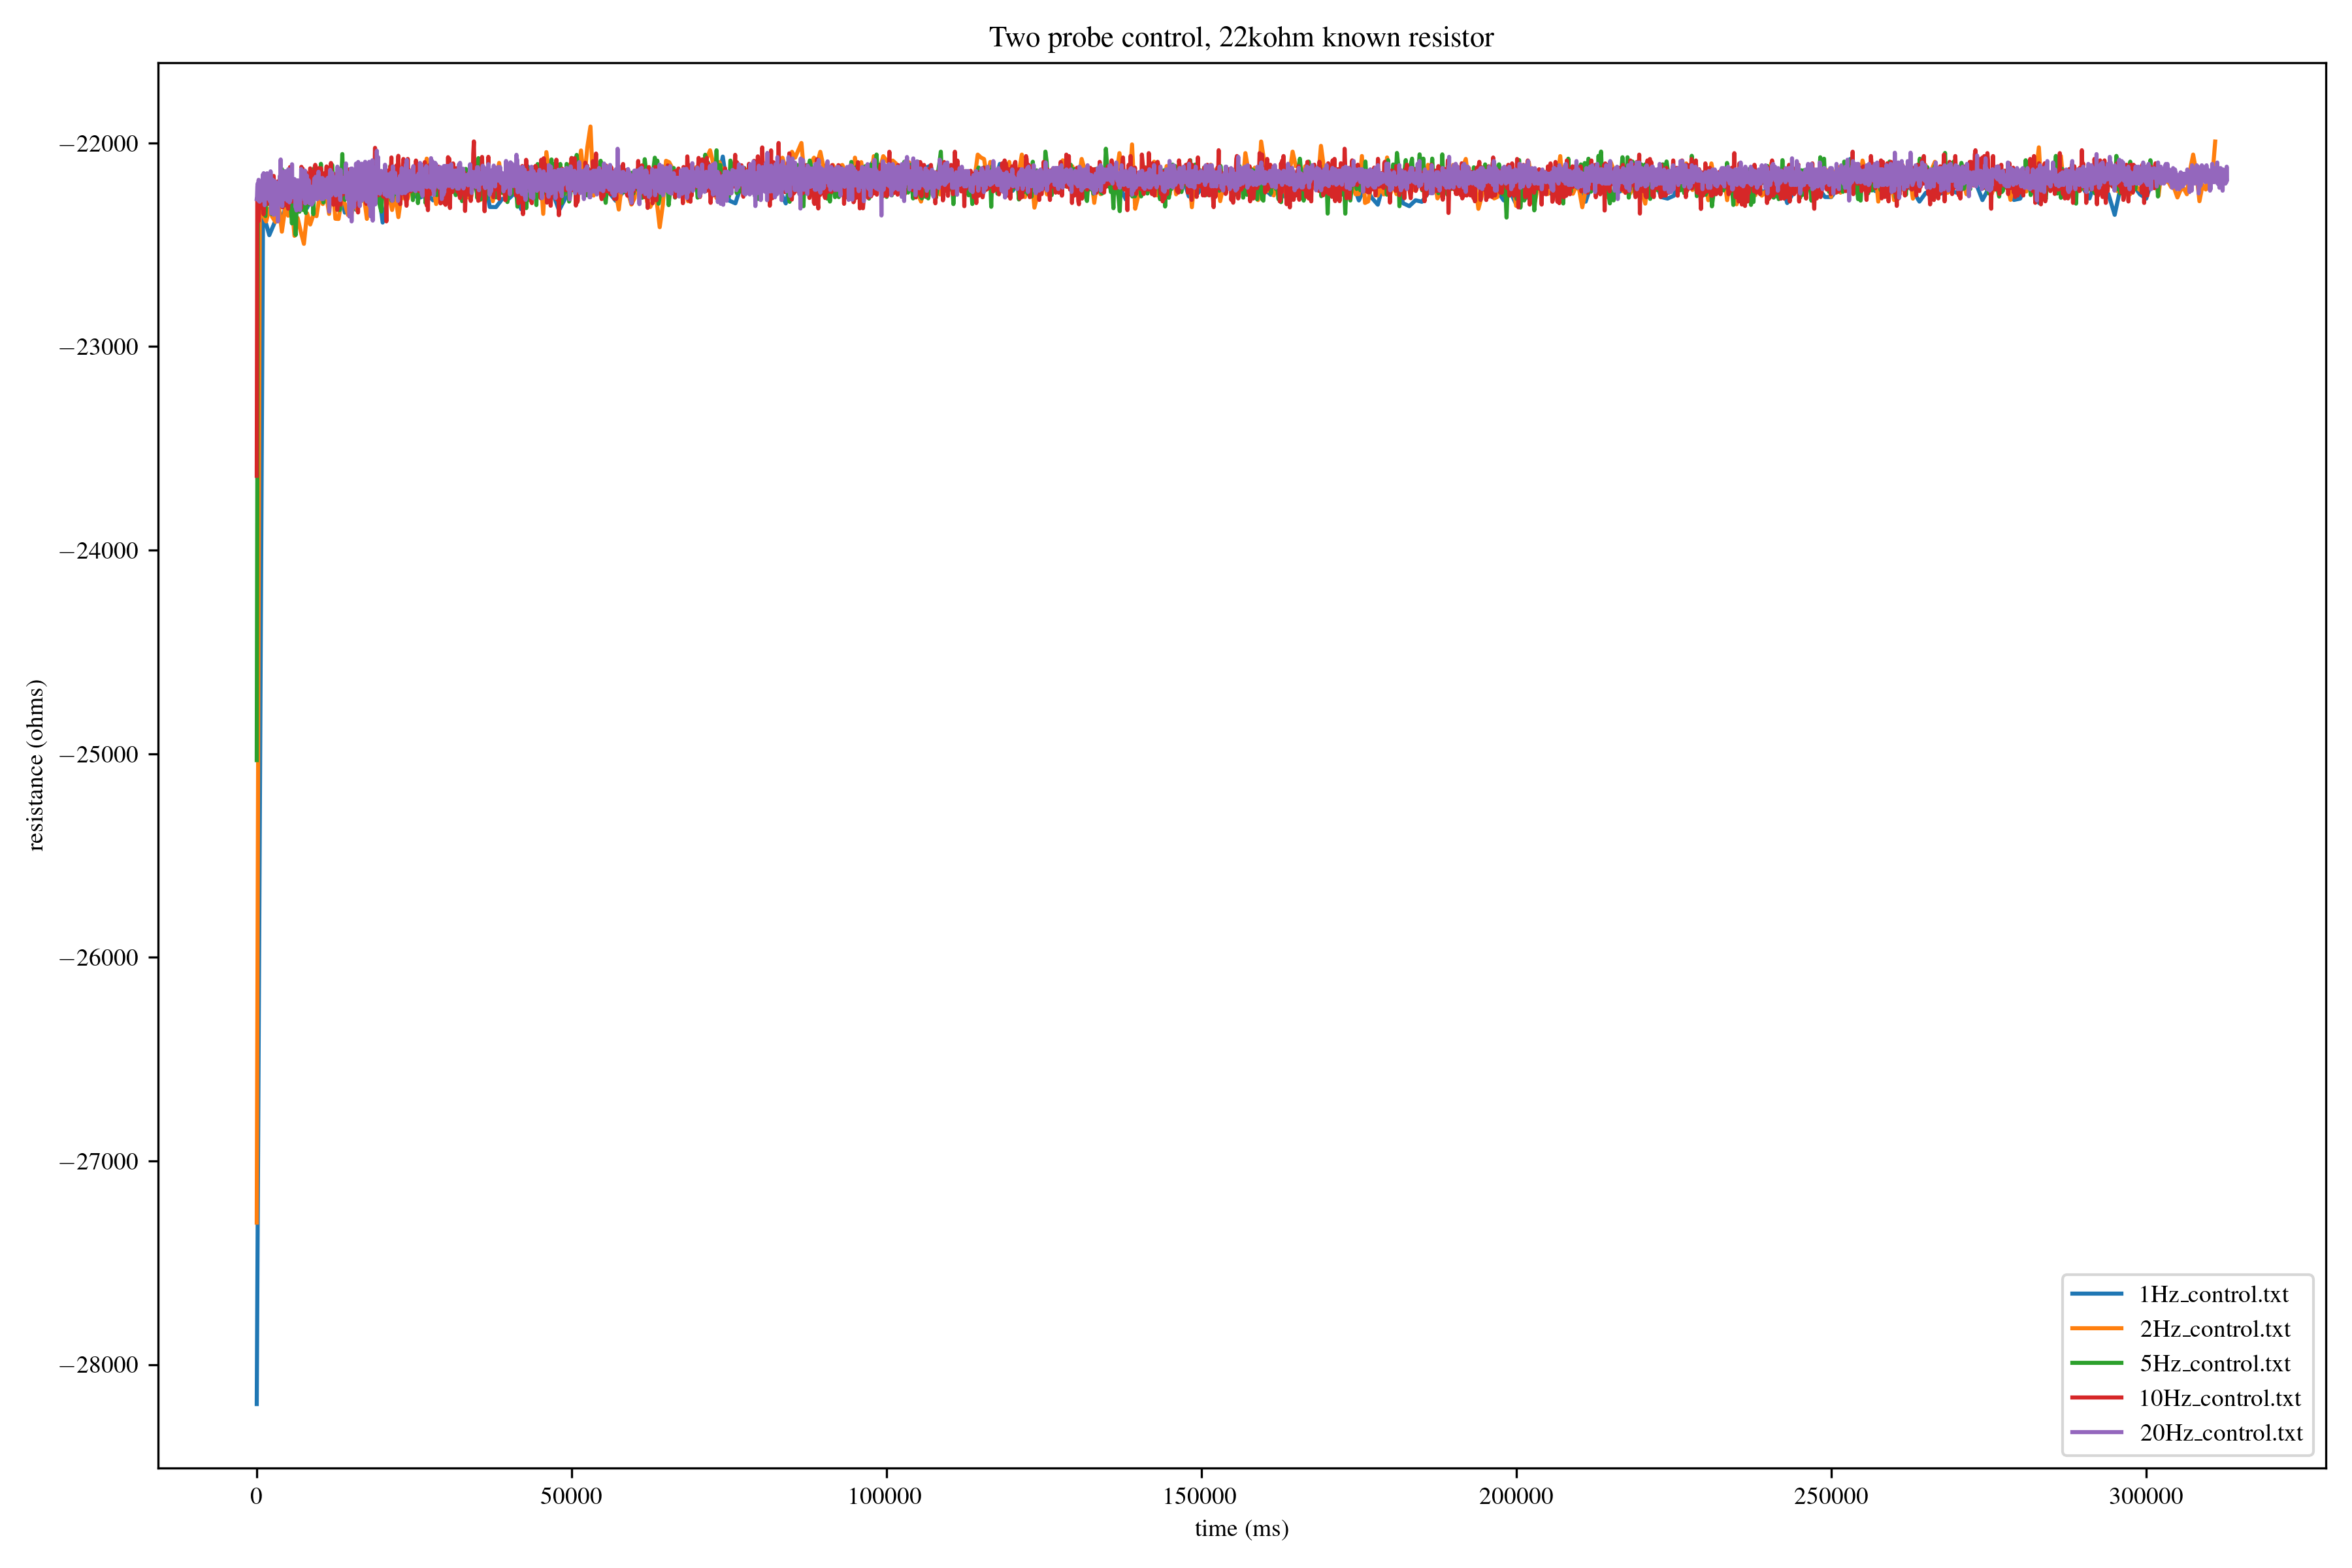 Two probe control, 22kohm known resistor
−22000
−23000
−24000
−25000
−26000
−27000
−28000
resistance (ohms)
0 50000 100000 150000 200000 250000 300000
time (ms)
1Hz_control.txt
2Hz_control.txt
5Hz_control.txt
10Hz_control.txt
20Hz_control.txt